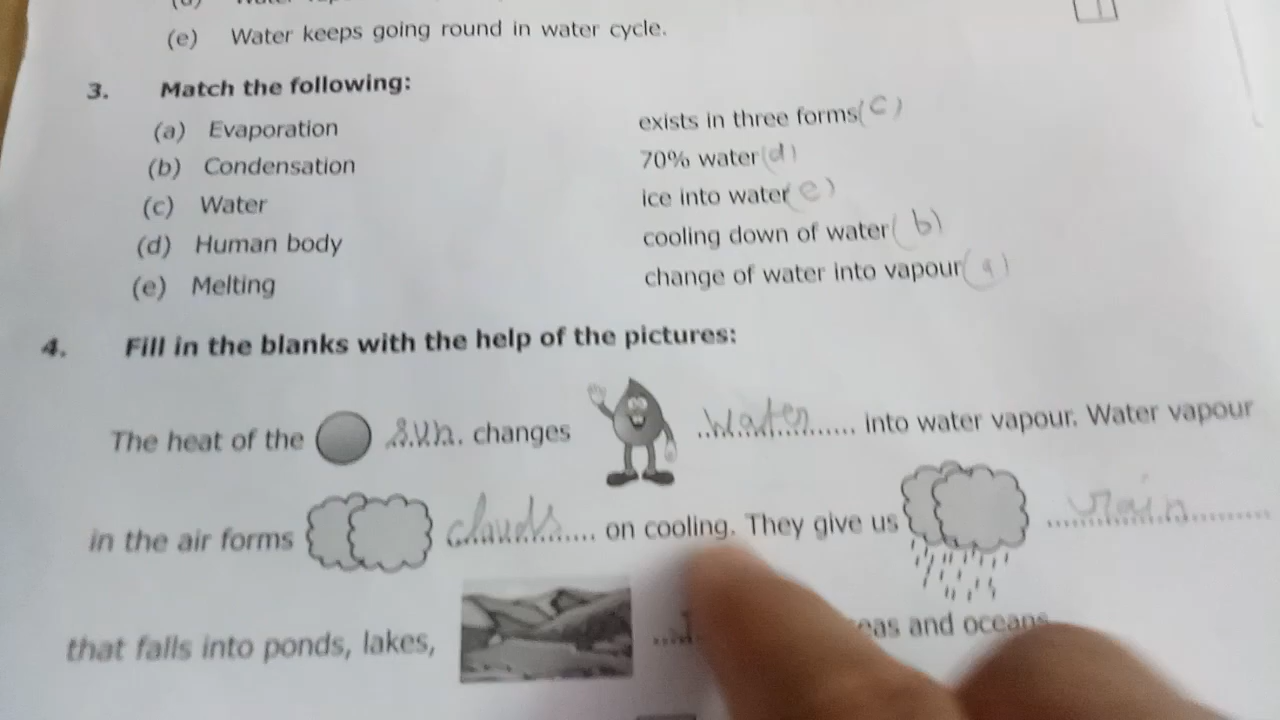 (e) Water keeps going round in water cycle.
3. Match the following:
(a) Evaporation exists in three forms (c)
(b) Condensation 70% water (d)
(c) Water ice into water (e)
(d) Human body cooling down of water (b)
(e) Melting change of water into vapour (a)
4. Fill in the blanks with the help of the pictures:
The heat of the sun. changes water into water vapour. Water vapour
in the air forms clouds on cooling. They give us rain
that falls into ponds, lakes, and oceans